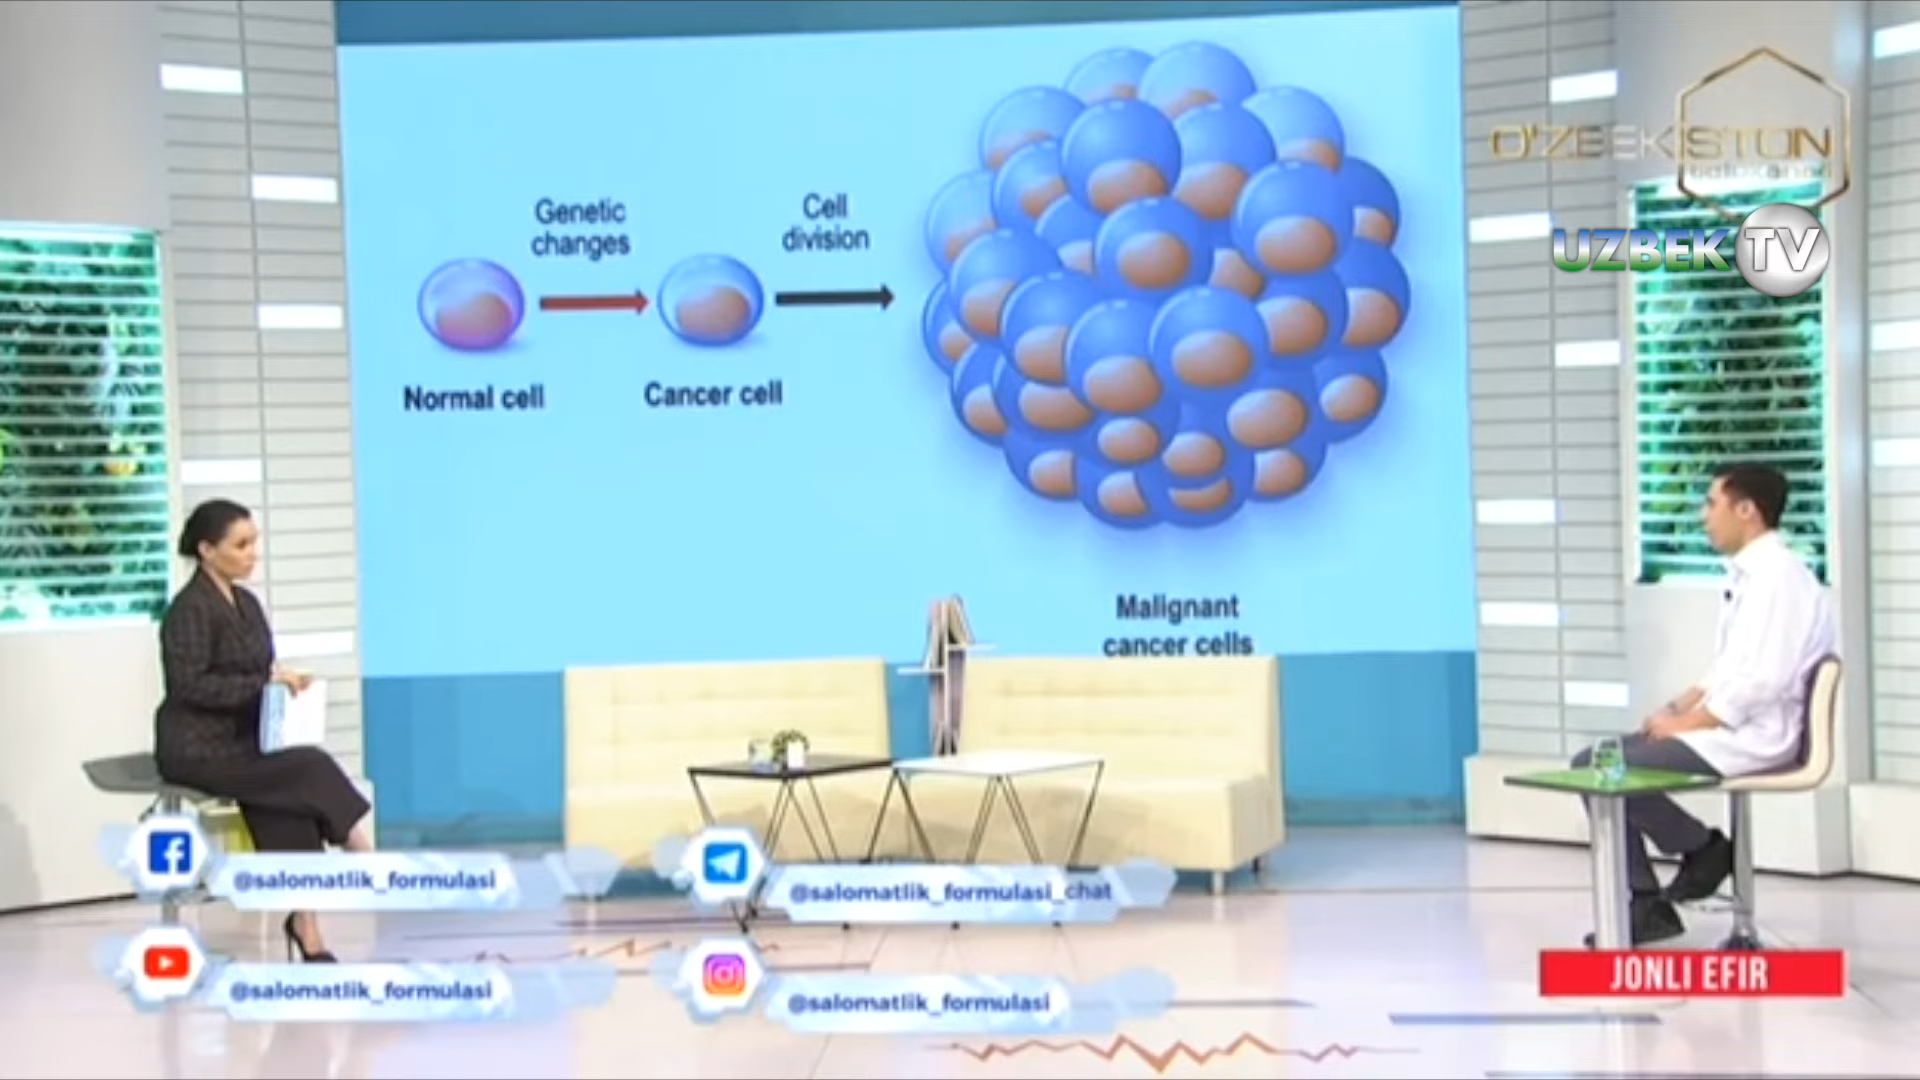 Genetic
changes
Cell
division
Normal cell
Cancer cell
Malignant
cancer cells
O'ZBEKISTON
UZBEK TV
@salomatlik_formulasi
@salomatlik_formulasi_chat
@salomatlik_formulasi
@salomatlik_formulasi
JONLI EFIR